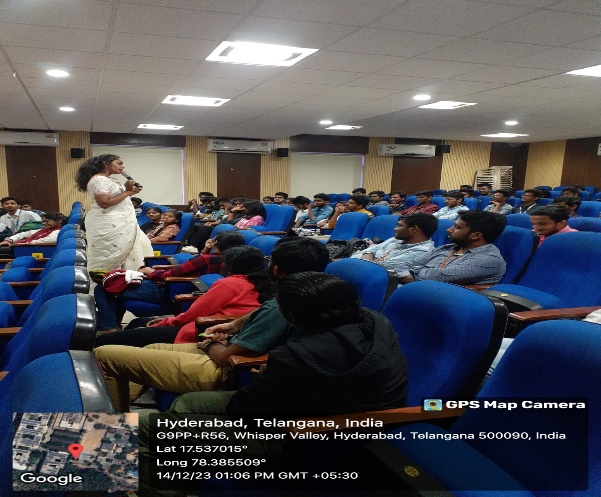 GPS Map Camera
Hyderabad, Telangana, India
G9PP+R56, Whisper Valley, Hyderabad, Telangana 500090, India
Lat 17.537015°
Long 78.385509°
14/12/23 01:06 PM GMT +05:30
Google